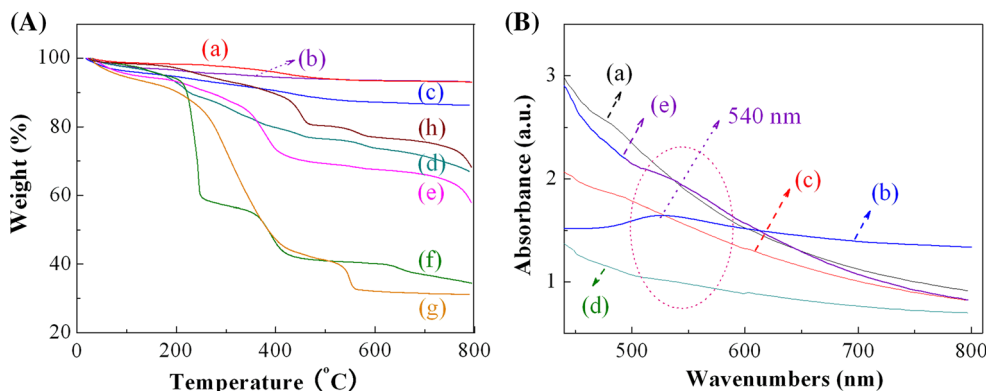 (A)
100
80
60
40
20
Weight (%)
(a)
(b)
(c)
(h)
(d)
(e)
(f)
(g)
0
200
400
600
800
Temperature (°C)
(B)
3
2
1
Absorbance (a.u.)
(a)
(e)
540 nm
(c)
(b)
(d)
500
600
700
800
Wavenumbers (nm)